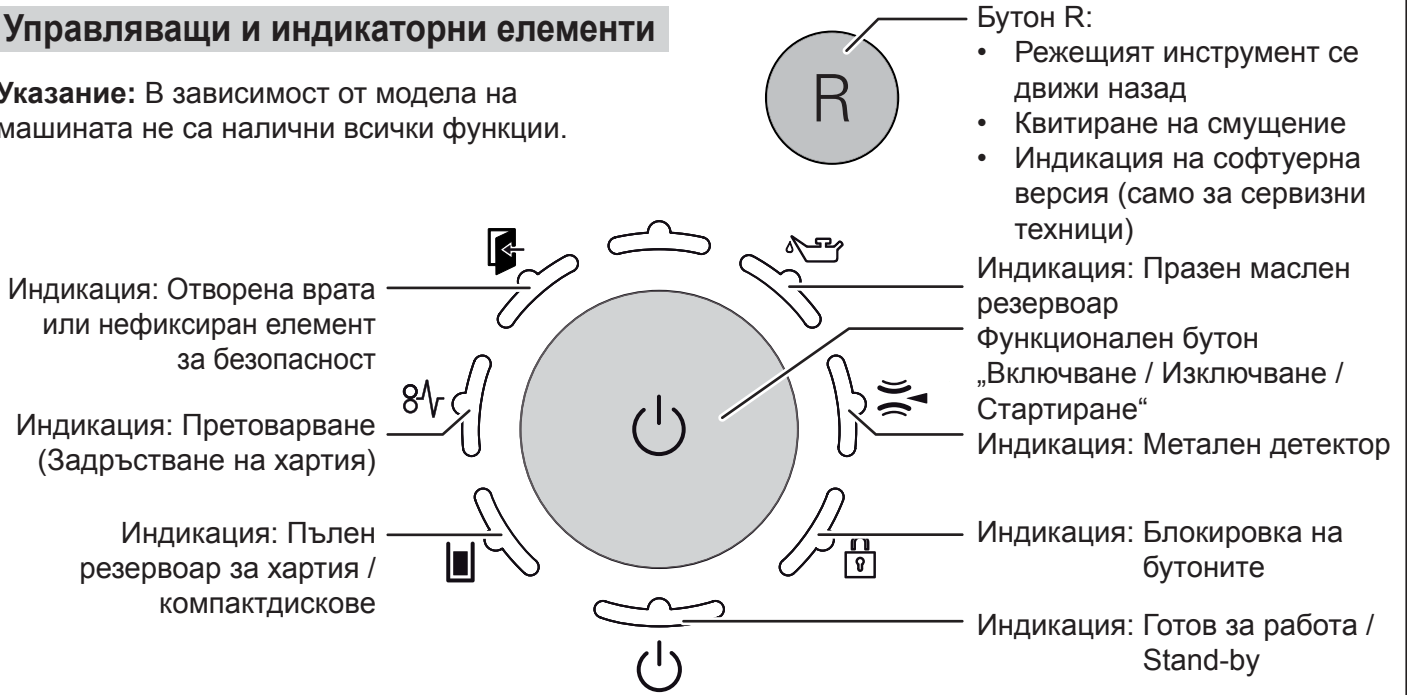 Управляващи и индикаторни елементи
Указание: В зависимост от модела на
машината не са налични всички функции.
R
Бутон R:
• Режещият инструмент се
движи назад
• Квитиране на смущение
• Индикация на софтуерна
версия (само за сервизни
техници)
Индикация: Празен маслен
резервоар
Функционален бутон
„Включване / Изключване /
Стартиране“
Индикация: Метален детектор
Индикация: Блокировка на
бутоните
Индикация: Готов за работа /
Stand-by
Индикация: Отворена врата
или нефиксиран елемент
за безопасност
Индикация: Претоварване
(Задръстване на хартия)
Индикация: Пълен
резервоар за хартия /
компактдискове